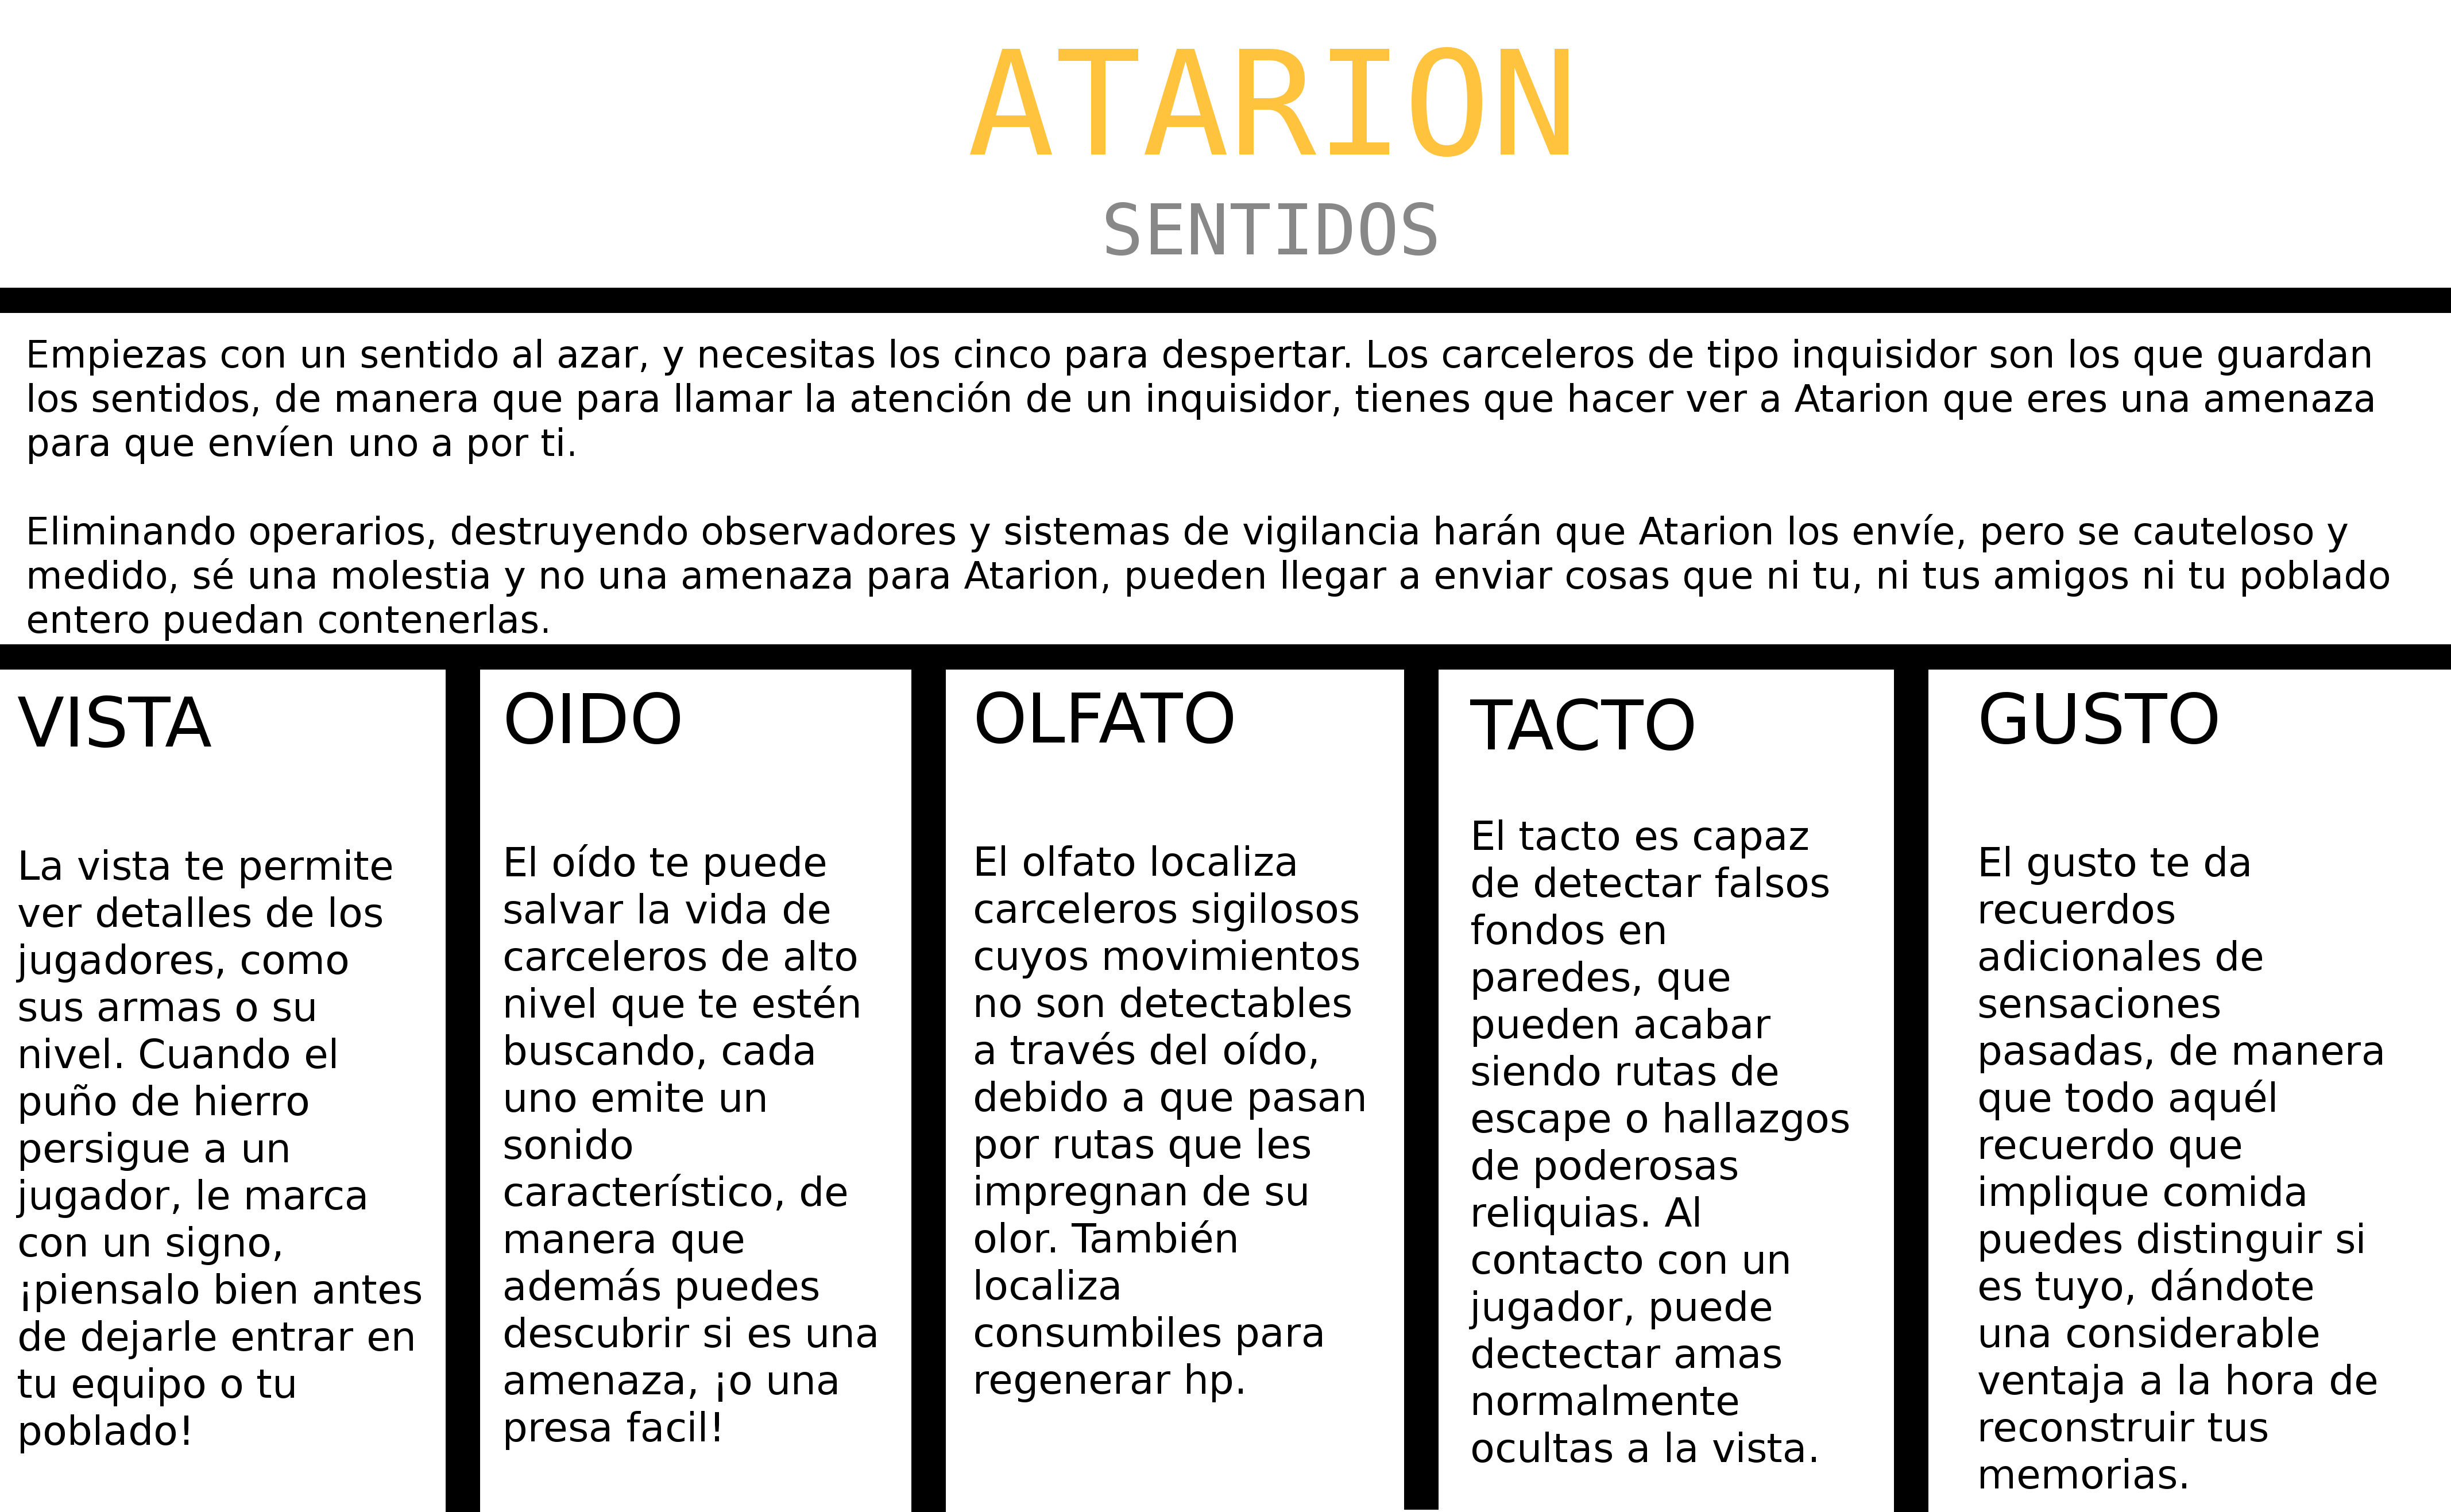 ATARION
SENTIDOS
Empiezas con un sentido al azar, y necesitas los cinco para despertar. Los carceleros de tipo inquisidor son los que guardan
los sentidos, de manera que para llamar la atención de un inquisidor, tienes que hacer ver a Atarion que eres una amenaza
para que envíen uno a por ti.
Eliminando operarios, destruyendo observadores y sistemas de vigilancia harán que Atarion los envíe, pero se cauteloso y
medido, sé una molestia y no una amenaza para Atarion, pueden llegar a enviar cosas que ni tu, ni tus amigos ni tu poblado
entero puedan contenerlas.
VISTA
La vista te permite
ver detalles de los
jugadores, como
sus armas o su
nivel. Cuando el
puño de hierro
persigue a un
jugador, le marca
con un signo,
¡piensalo bien antes
de dejarle entrar en
tu equipo o tu
poblado!
OIDO
El oído te puede
salvar la vida de
carceleros de alto
nivel que te estén
buscando, cada
uno emite un
sonido
característico, de
manera que
además puedes
descubrir si es una
amenaza, ¡o una
presa facil!
OLFATO
El olfato localiza
carceleros sigilosos
cuyos movimientos
no son detectables
a través del oído,
debido a que pasan
por rutas que les
impregnan de su
olor. También
localiza
consumbiles para
regenerar hp.
TACTO
El tacto es capaz
de detectar falsos
fondos en
paredes, que
pueden acabar
siendo rutas de
escape o hallazgos
de poderosas
reliquias. Al
contacto con un
jugador, puede
dectectar amas
normalmente
ocultas a la vista.
GUSTO
El gusto te da
recuerdos
adicionales de
sensaciones
pasadas, de manera
que todo aquél
recuerdo que
implique comida
puedes distinguir si
es tuyo, dándote
una considerable
ventaja a la hora de
reconstruir tus
memorias.